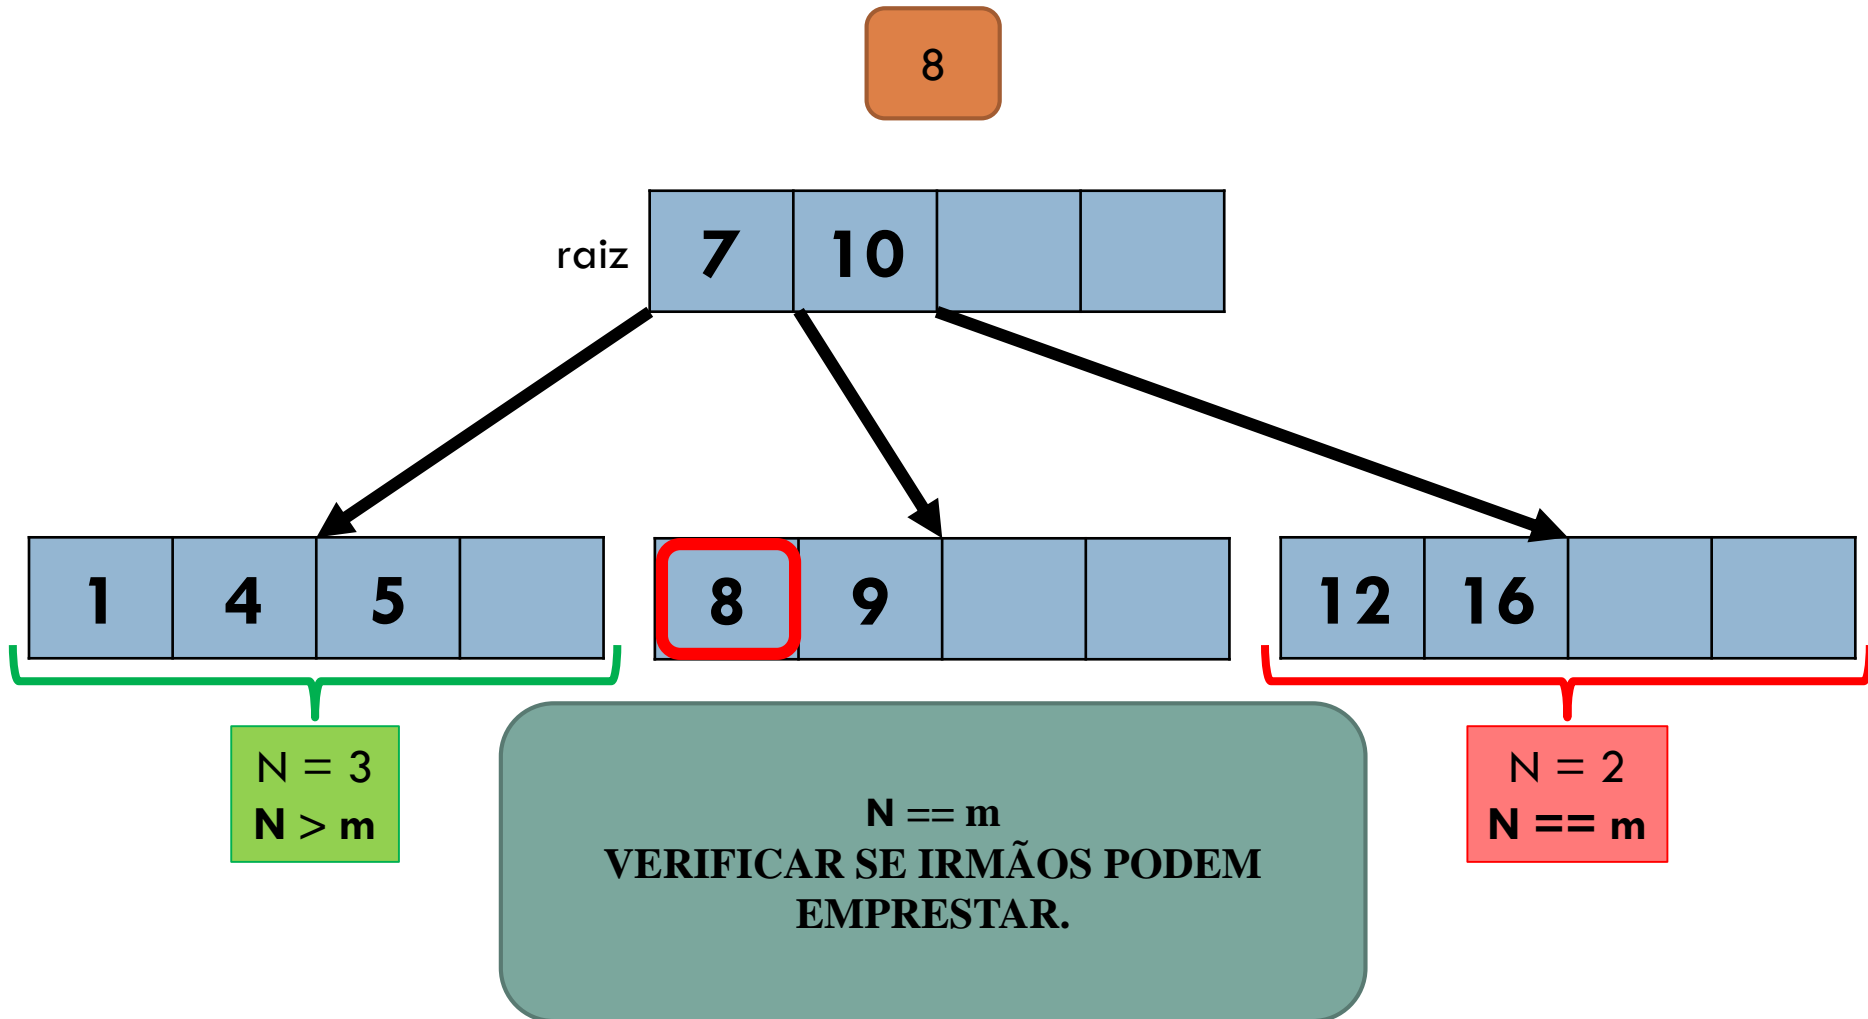 8
raiz 7 10
1 4 5
8 9
12 16
N = 3
N > m
N == m
VERIFICAR SE IRMÃOS PODEM
EMPRESTAR.
N = 2
N == m